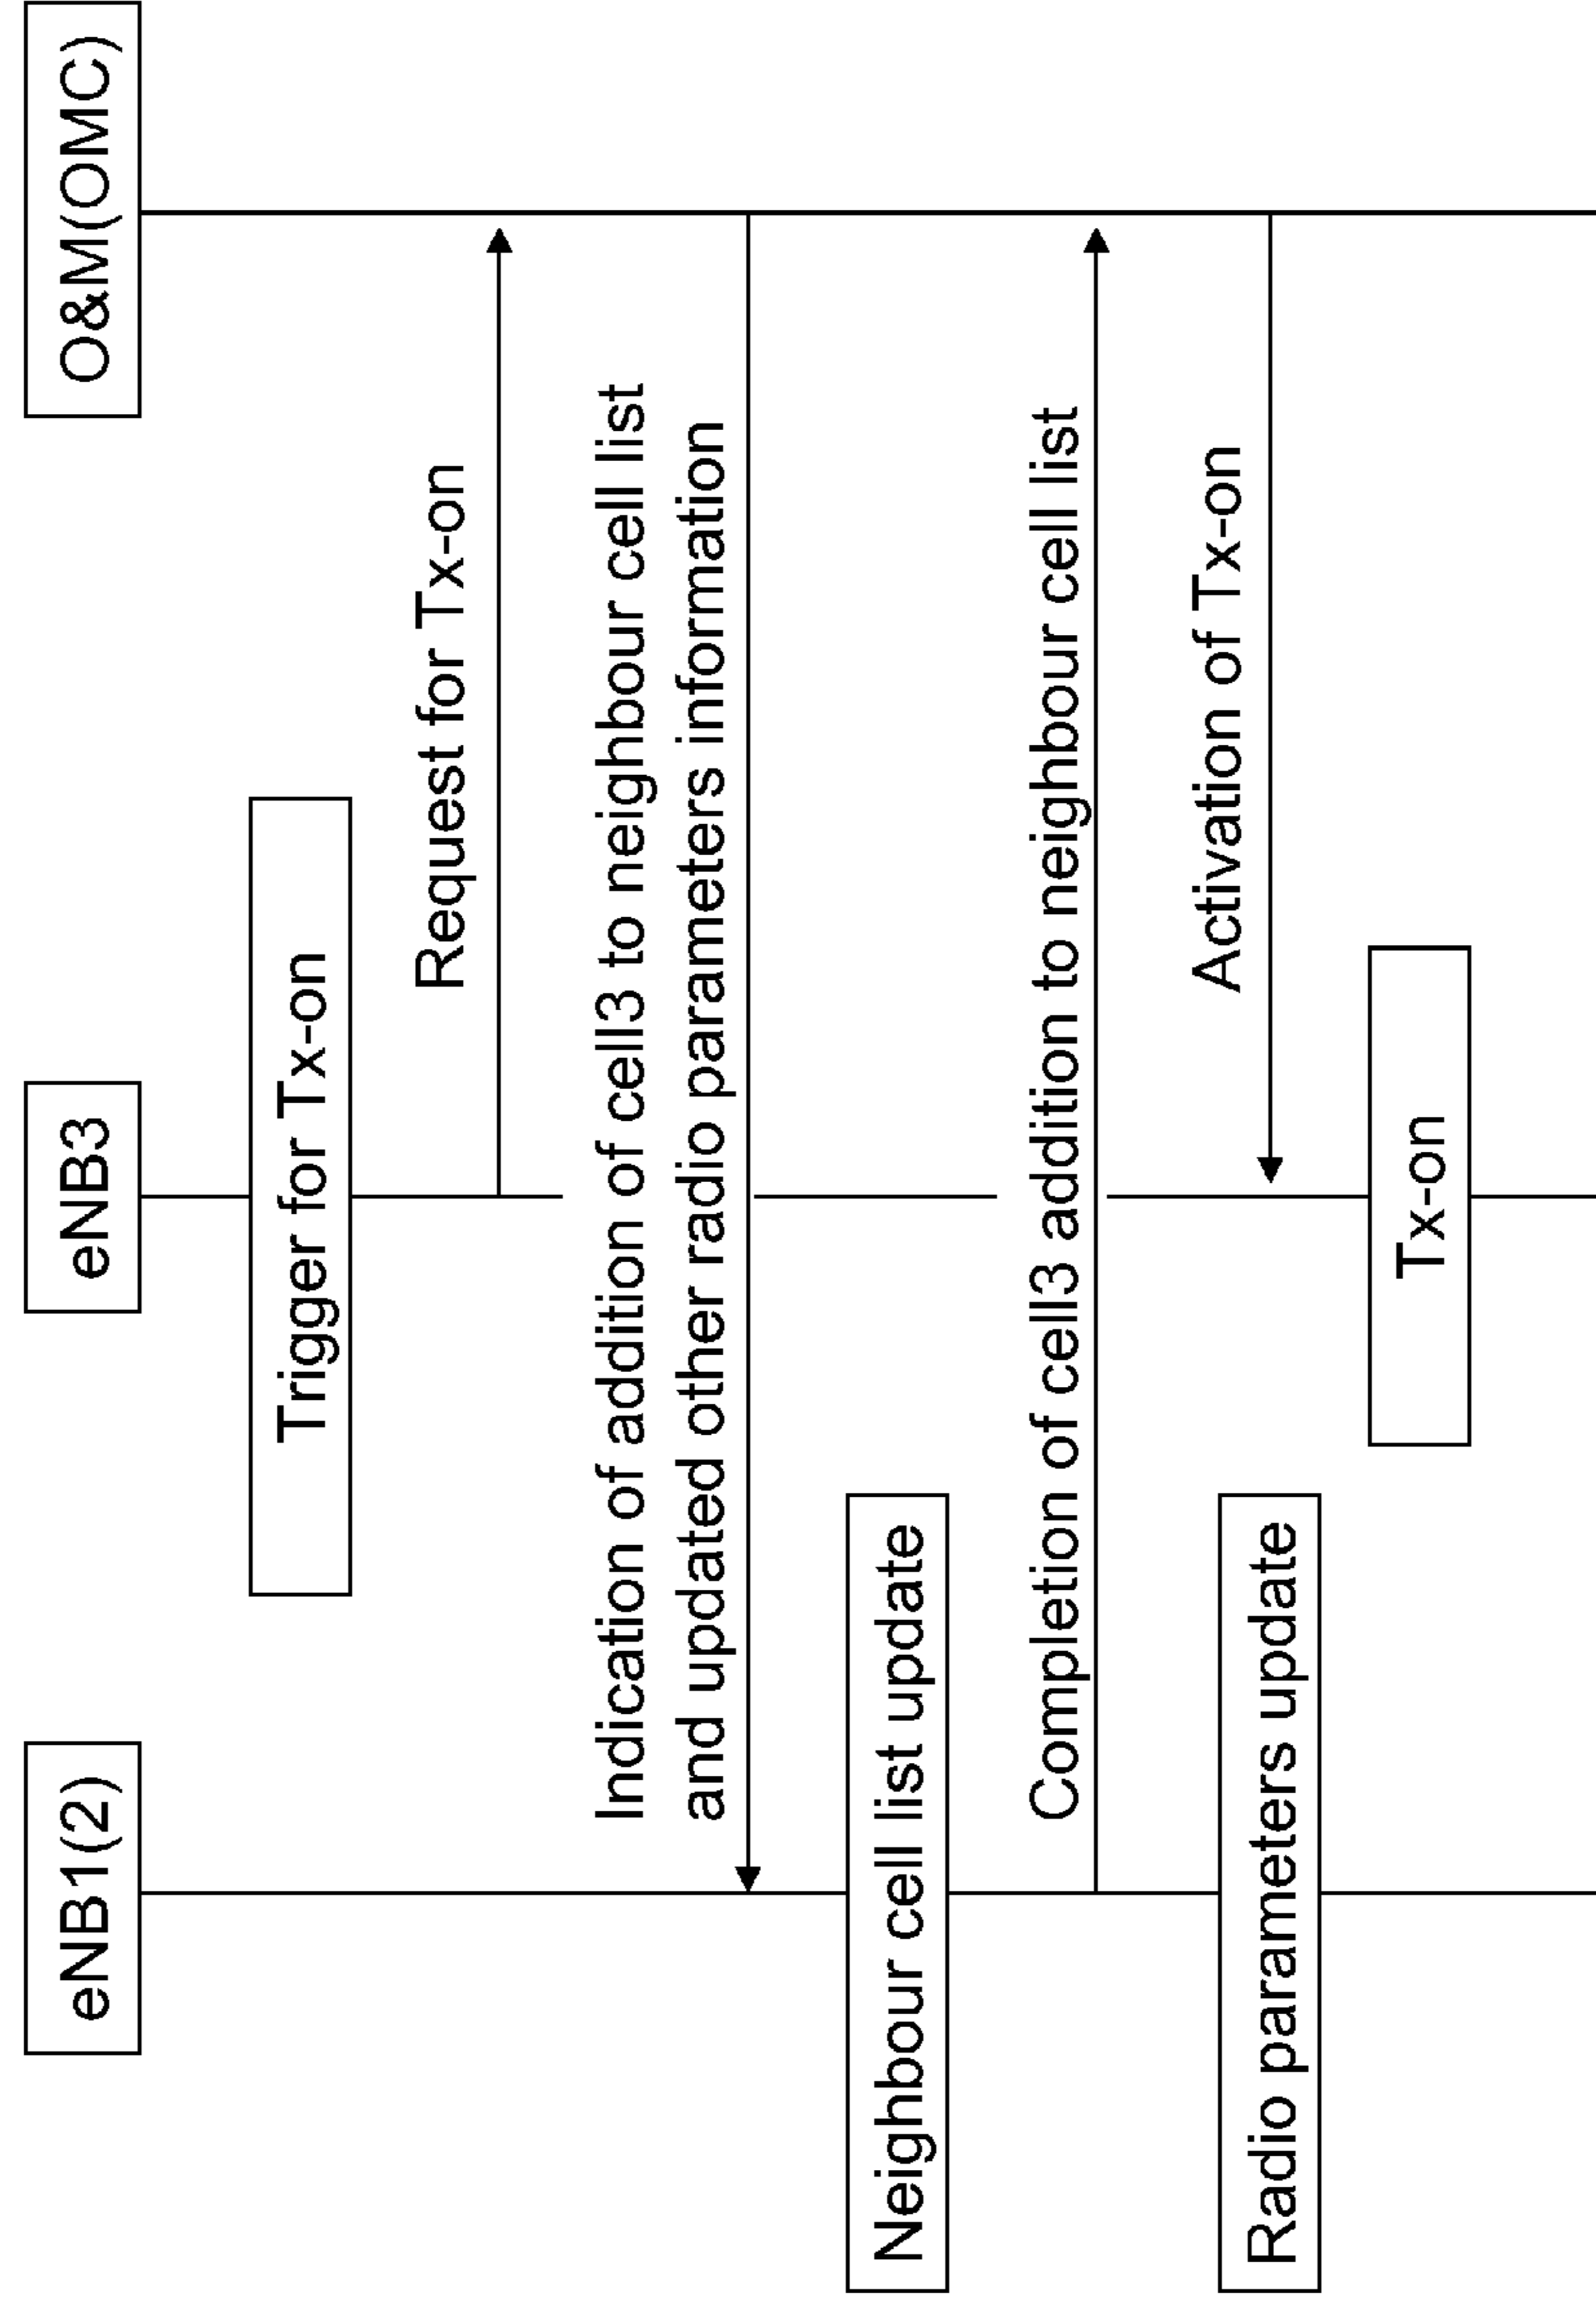 eNB1(2)
eNB3
O&M(OMC)
Trigger for Tx-on
Request for Tx-on
Indication of addition of cell3 to neighbour cell list
and updated other radio parameters information
Neighbour cell list update
Completion of cell3 addition to neighbour cell list
Activation of Tx-on
Radio parameters update
Tx-on